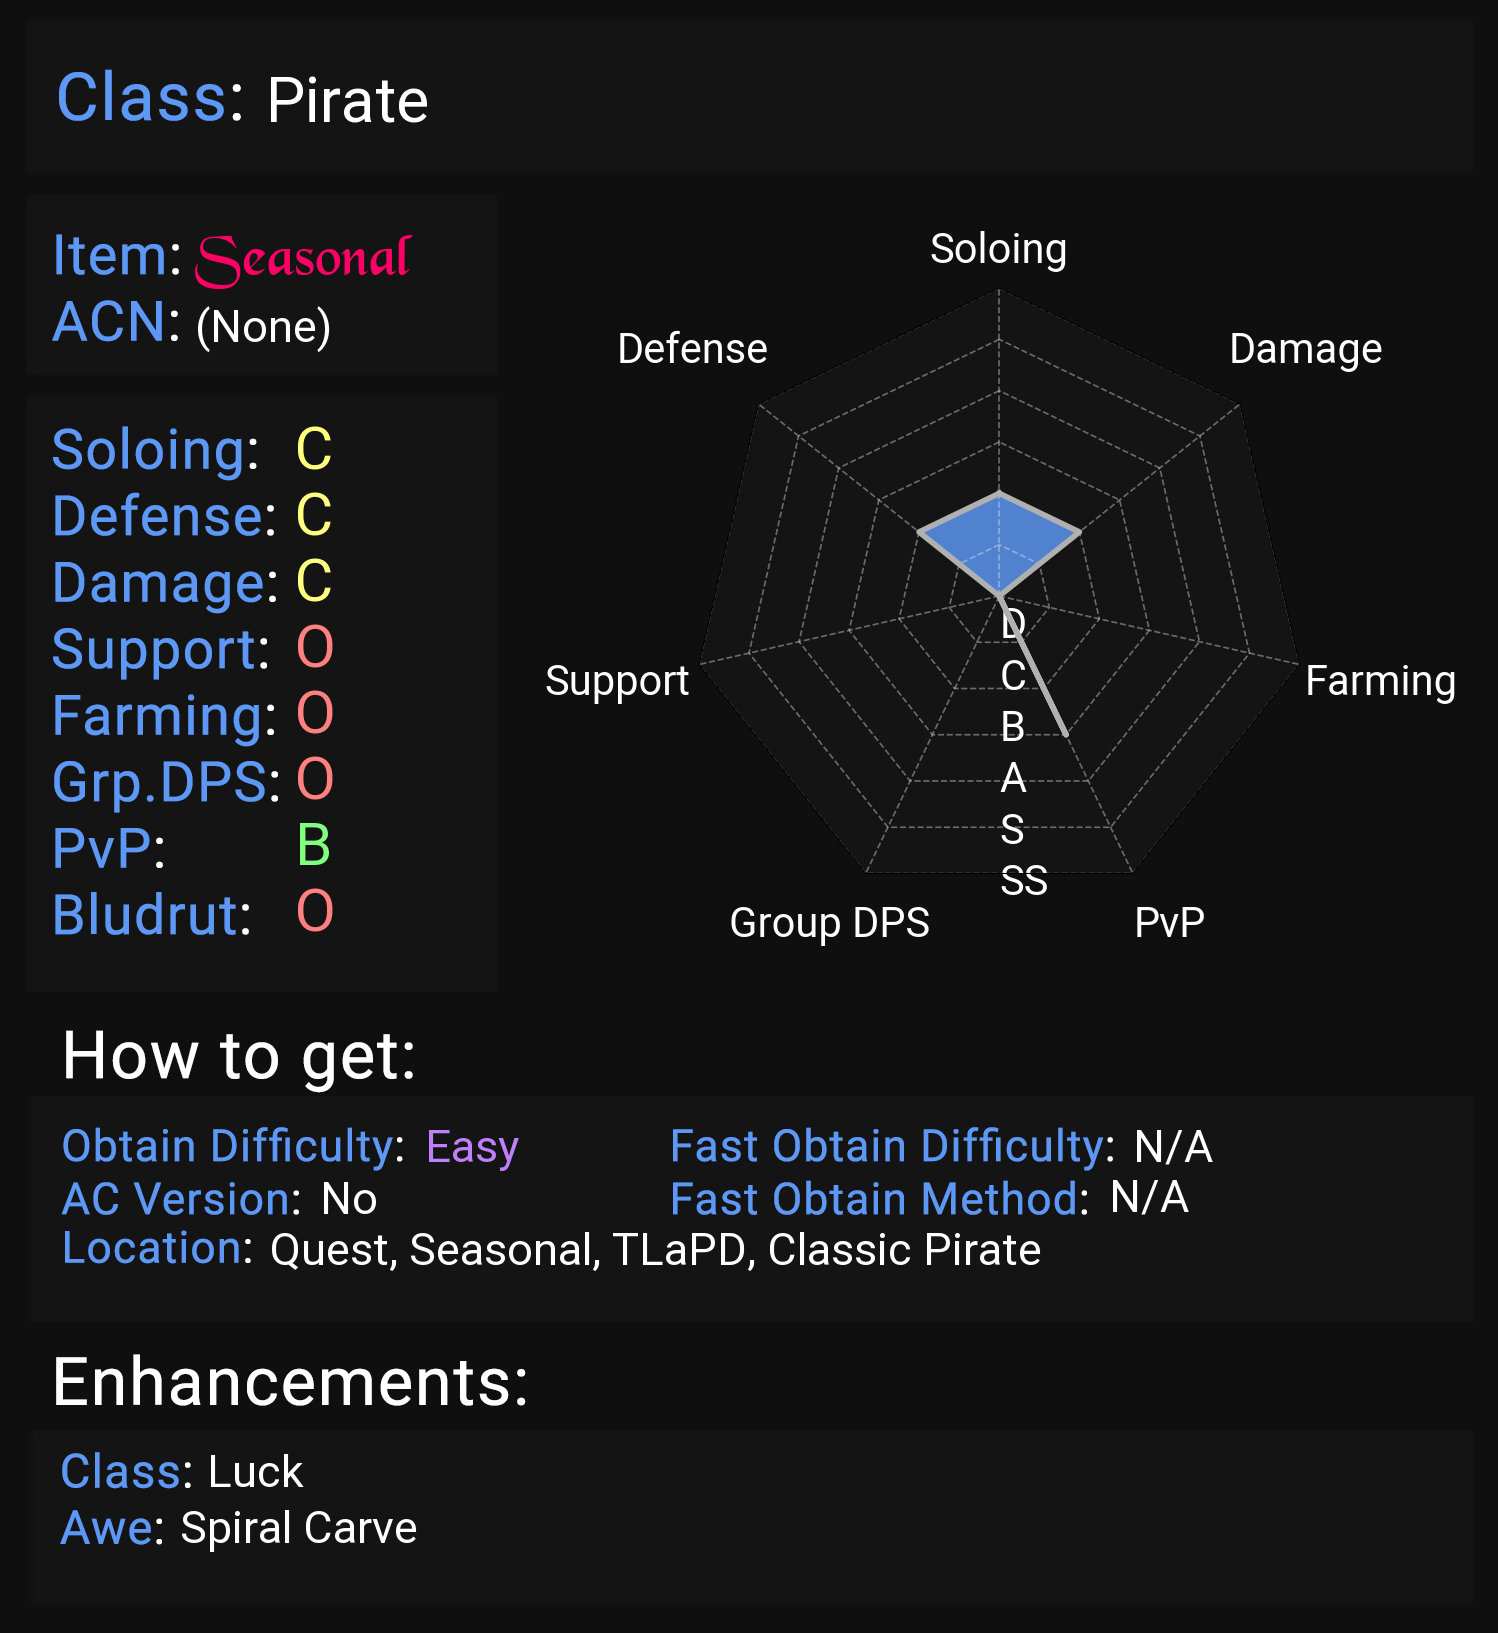 Class: Pirate
Item: Seasonal
ACN: (None)
Soloing: C
Defense: C
Damage: C
Support: O
Farming: O
Grp.DPS: O
PvP: B
Bludrut: O
Soloing
Defense
Damage
Support
Farming
Group DPS
PvP
D
C
B
A
S
SS
How to get:
Obtain Difficulty: Easy
Fast Obtain Difficulty: N/A
AC Version: No
Fast Obtain Method: N/A
Location: Quest, Seasonal, TLaPD, Classic Pirate
Enhancements:
Class: Luck
Awe: Spiral Carve